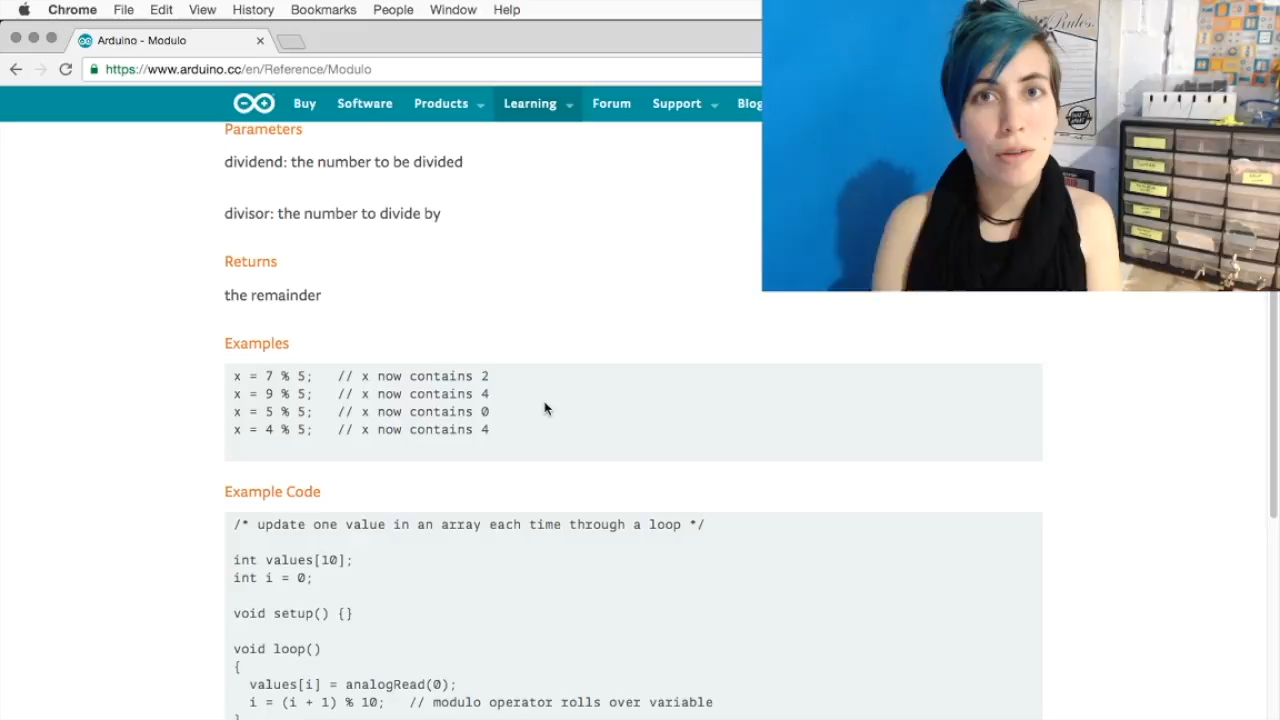 Chrome File Edit View History Bookmarks People Window Help
Arduino - Modulo
https://www.arduino.cc/en/Reference/Modulo
Buy Software Products Learning Forum Support Blog
Parameters
dividend: the number to be divided
divisor: the number to divide by
Returns
the remainder
Examples
x = 7 % 5;   // x now contains 2
x = 9 % 5;   // x now contains 4
x = 5 % 5;   // x now contains 0
x = 4 % 5;   // x now contains 4
Example Code
/* update one value in an array each time through a loop */
int values[10];
int i = 0;
void setup() {}
void loop()
{
values[i] = analogRead(0);
i = (i + 1) % 10;   // modulo operator rolls over variable
}
Rules